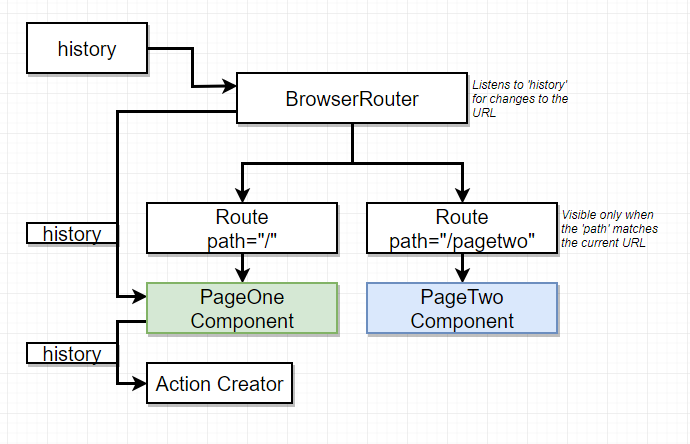 history
BrowserRouter
Listens to 'history'
for changes to the
URL
Route
path="/"
Route
path="/pagetwo"
Visible only when
the 'path' matches
the current URL
history
PageOne
Component
PageTwo
Component
history
Action Creator